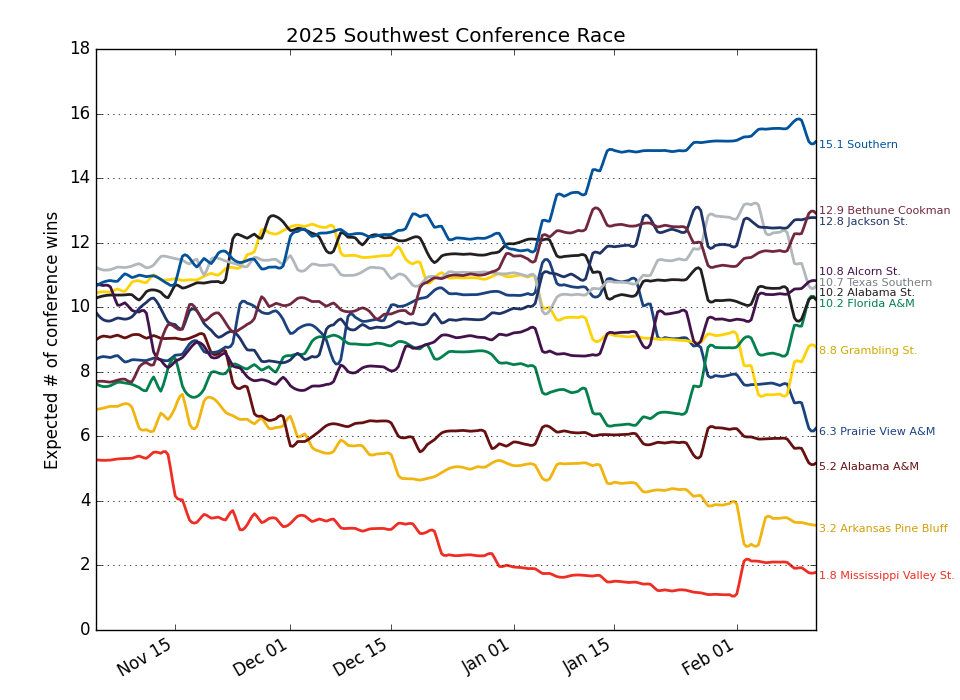 2025 Southwest Conference Race
Expected # of conference wins
18
16
14
12
10
8
6
4
2
0
Nov 15
Dec 01
Dec 15
Jan 01
Jan 15
Feb 01
15.1 Southern
12.9 Bethune Cookman
12.8 Jackson St.
10.8 Alcorn St.
10.7 Texas Southern
10.2 Alabama St.
10.2 Florida A&M
8.8 Grambling St.
6.3 Prairie View A&M
5.2 Alabama A&M
3.2 Arkansas Pine Bluff
1.8 Mississippi Valley St.